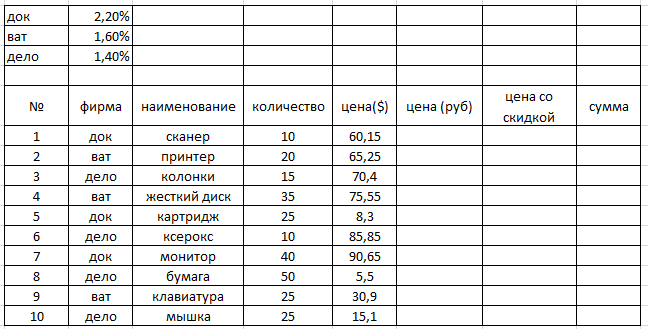 док 2,20%
ват 1,60%
дело 1,40%
№ фирма наименование количество цена($) цена (руб) цена со скидкой сумма
1 док сканер 10 60,15
2 ват принтер 20 65,25
3 дело колонки 15 70,4
4 ват жесткий диск 35 75,55
5 док картридж 25 8,3
6 дело ксерокс 10 85,85
7 док монитор 40 90,65
8 дело бумага 50 5,5
9 ват клавиатура 25 30,9
10 дело мышка 25 15,1